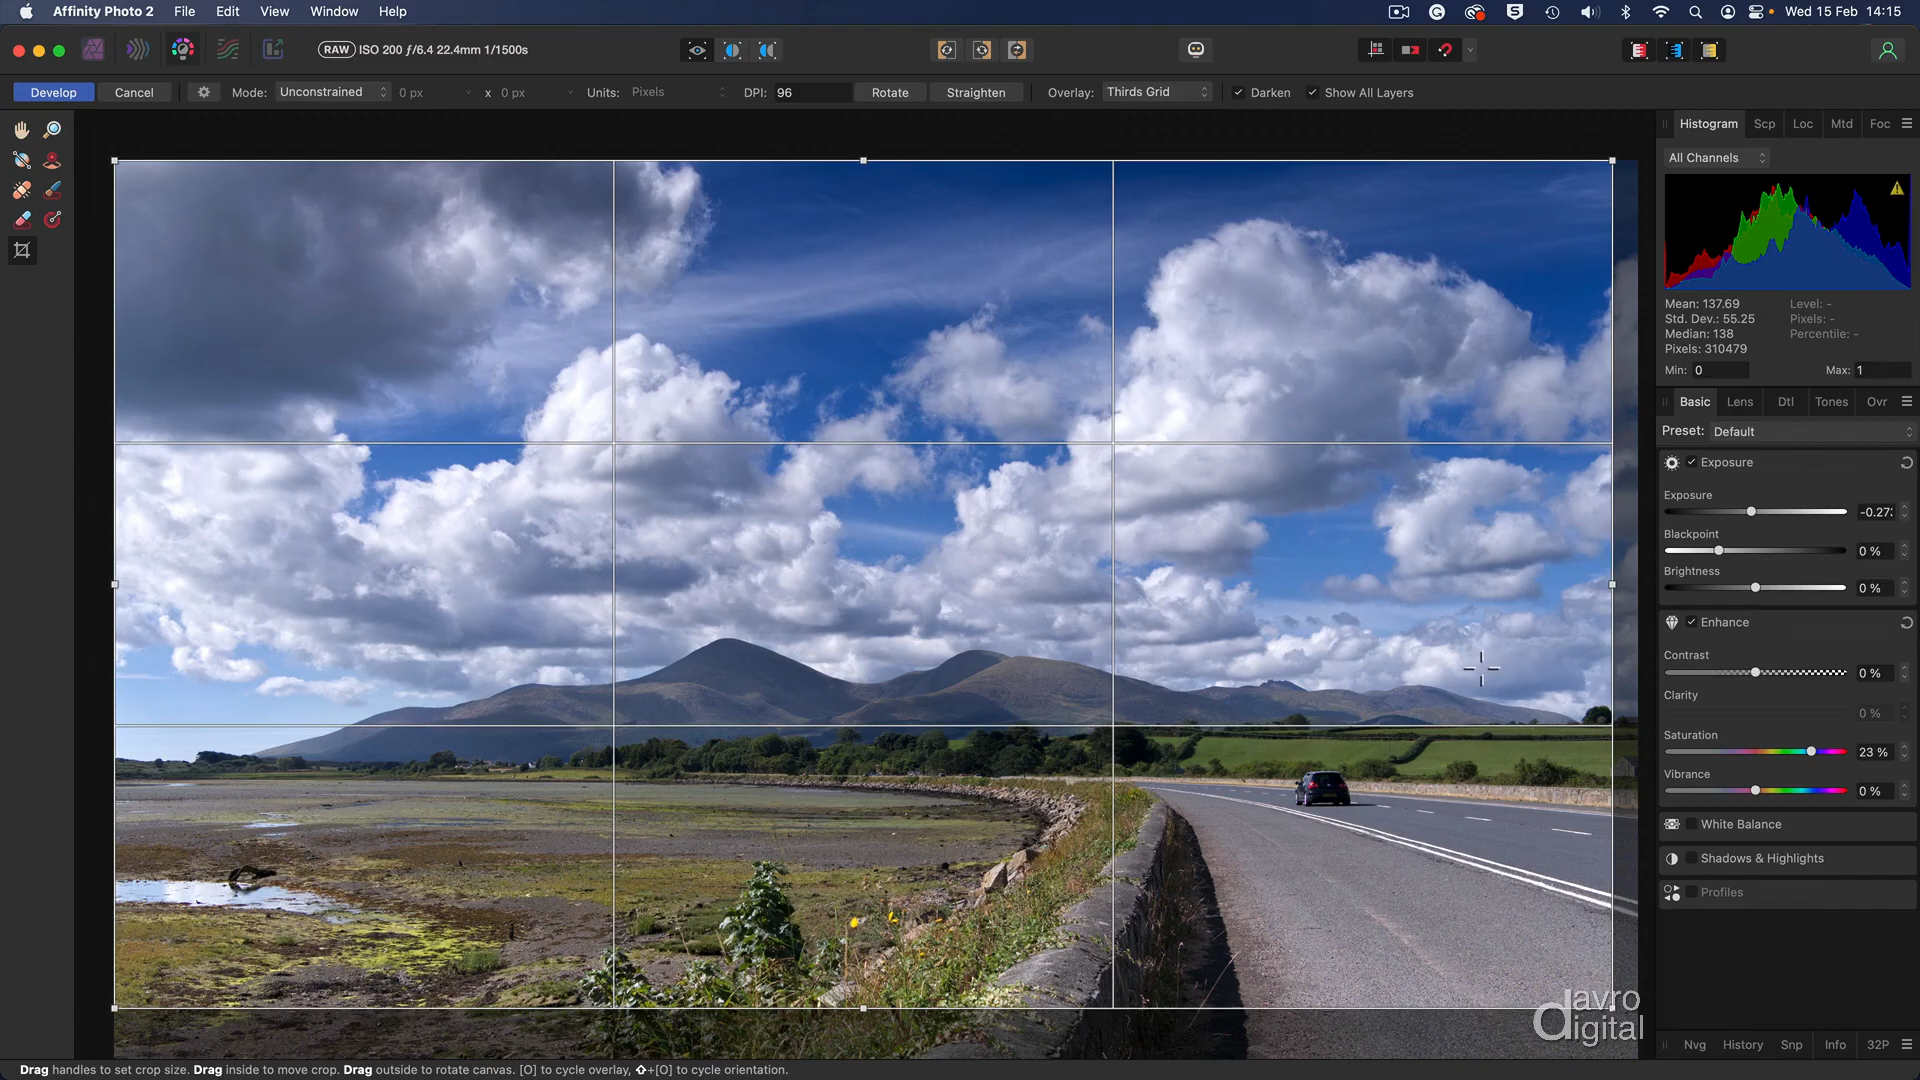 Affinity Photo 2 File Edit View Window Help Wed 15 Feb 14:15
RAW ISO 200 ƒ/6.4 22.4mm 1/1500s
Develop Cancel Mode: Unconstrained 0 px x 0 px Units: Pixels DPI: 96 Rotate Straighten Overlay: Thirds Grid Darken Show All Layers
Histogram Scp Loc Mtd Foc
All Channels
Mean: 137.69 Level: -
Std. Dev.: 55.25 Pixels: -
Median: 138 Percentile: -
Pixels: 310479
Min: 0 Max: 1
Basic Lens Dtl Tones Ovr
Preset: Default
Exposure
Exposure
-0.27
Blackpoint
0 %
Brightness
0 %
Enhance
Contrast
0 %
Clarity
0 %
Saturation
23 %
Vibrance
0 %
White Balance
Shadows & Highlights
Profiles
davro
digital
Nvg History Snp Info 32P
Drag handles to set crop size. Drag inside to move crop. Drag outside to rotate canvas. [O] to cycle overlay, ⇧+[O] to cycle orientation.